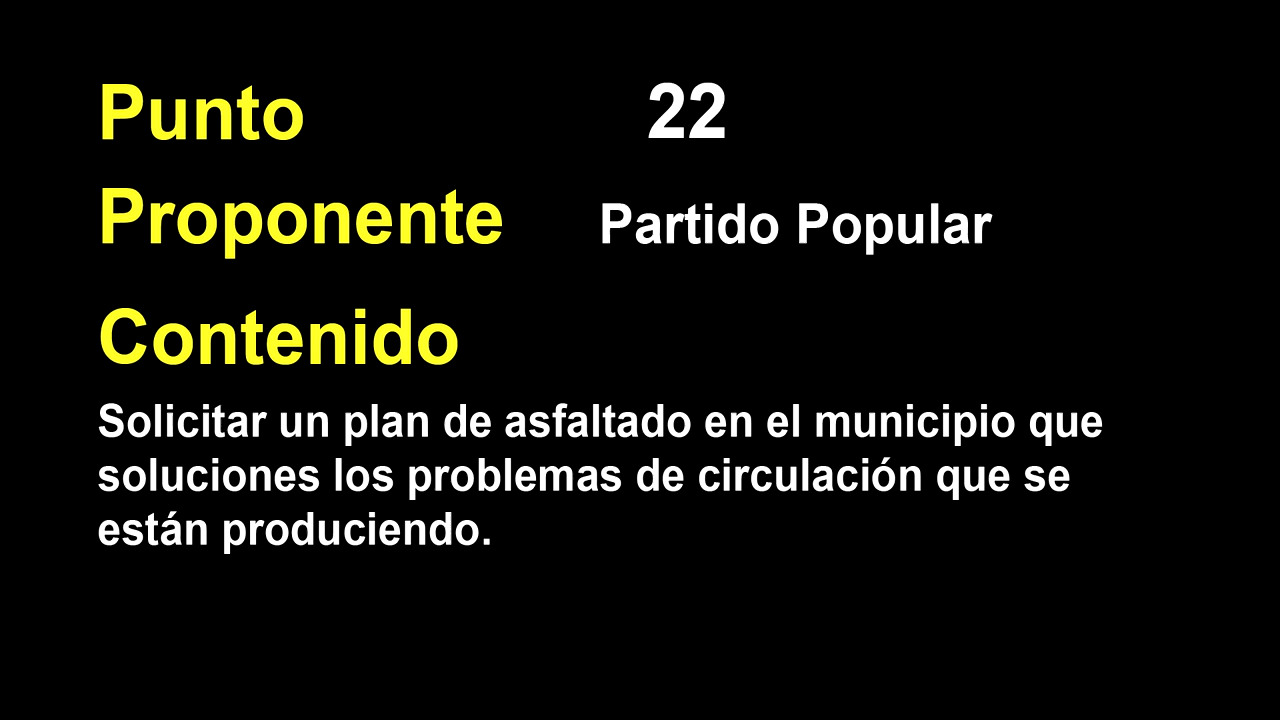 Punto 22
Proponente Partido Popular
Contenido
Solicitar un plan de asfaltado en el municipio que
soluciones los problemas de circulación que se
están produciendo.